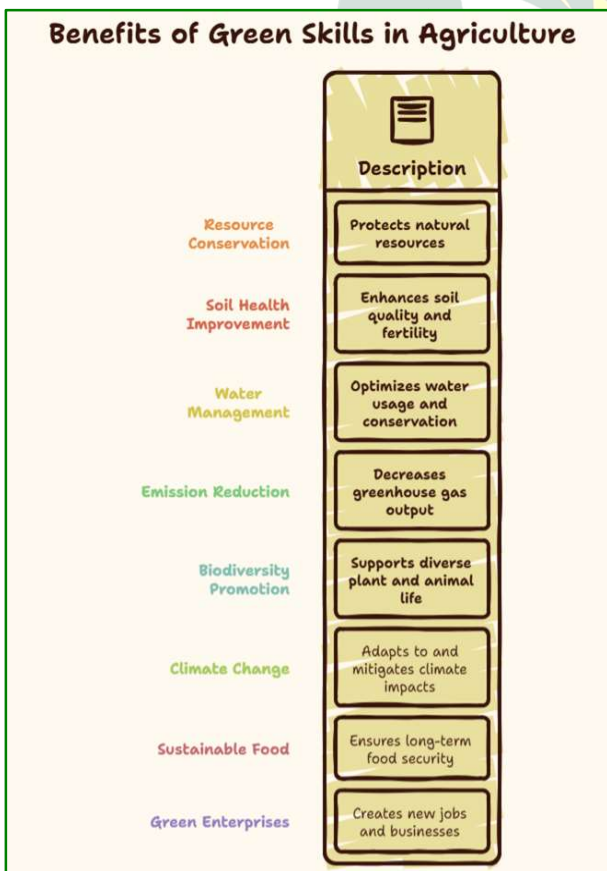 Benefits of Green Skills in Agriculture
Description
Resource
Conservation
Protects natural
resources
Soil Health
Improvement
Enhances soil
quality and
fertility
Water
Management
Optimizes water
usage and
conservation
Emission Reduction
Decreases
greenhouse gas
output
Biodiversity
Promotion
Supports diverse
plant and animal
life
Climate Change
Adapts to and
mitigates climate
impacts
Sustainable Food
Ensures long-term
food security
Green Enterprises
Creates new jobs
and businesses